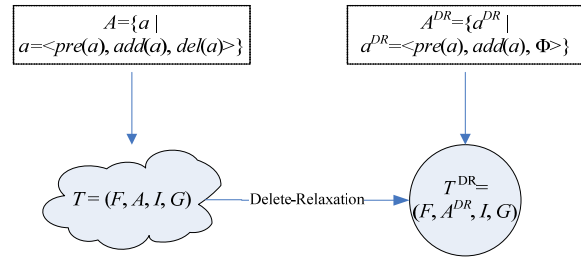 A={a |
a=<pre(a), add(a), del(a)>}
A^{DR}={a^{DR} |
a^{DR}=<pre(a), add(a), Φ>}
T = (F, A, I, G)
Delete-Relaxation
T^{DR}=
(F, A^{DR}, I, G)